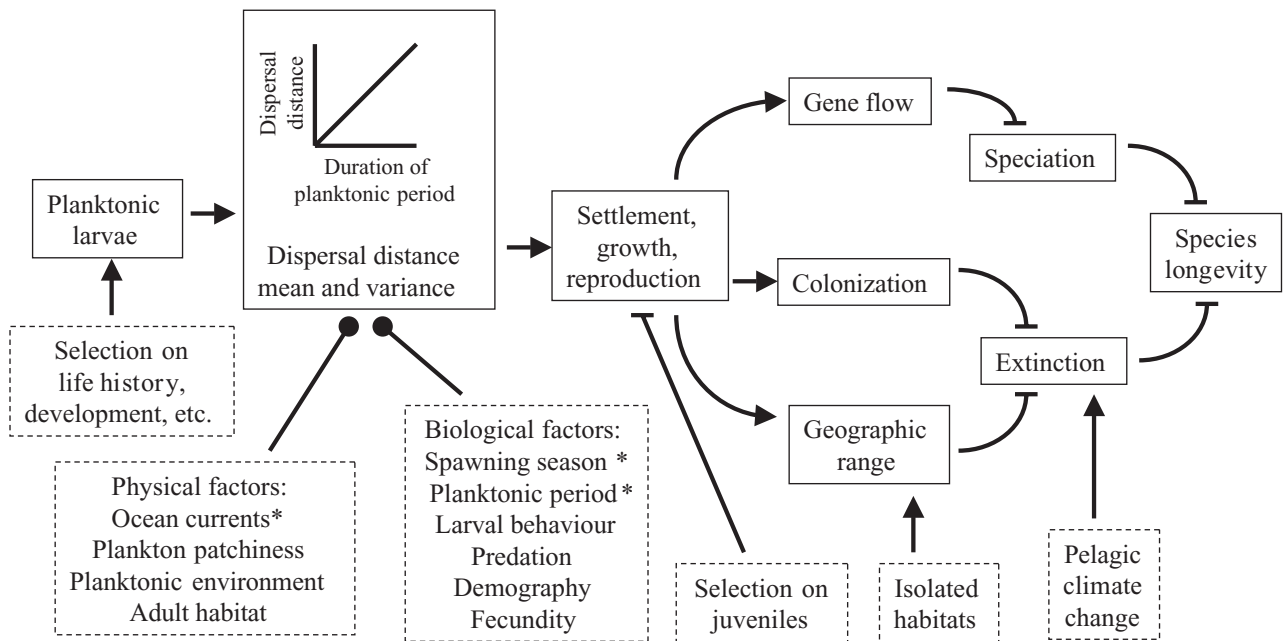 Dispersal
distance
Duration of
planktonic period
Dispersal distance
mean and variance
Planktonic
larvae
Selection on
life history,
development, etc.
Physical factors:
Ocean currents*
Plankton patchiness
Planktonic environment
Adult habitat
Biological factors:
Spawning season *
Planktonic period*
Larval behaviour
Predation
Demography
Fecundity
Settlement,
growth,
reproduction
Gene flow
Speciation
Colonization
Extinction
Geographic
range
Species
longevity
Selection on
juveniles
Isolated
habitats
Pelagic
climate
change